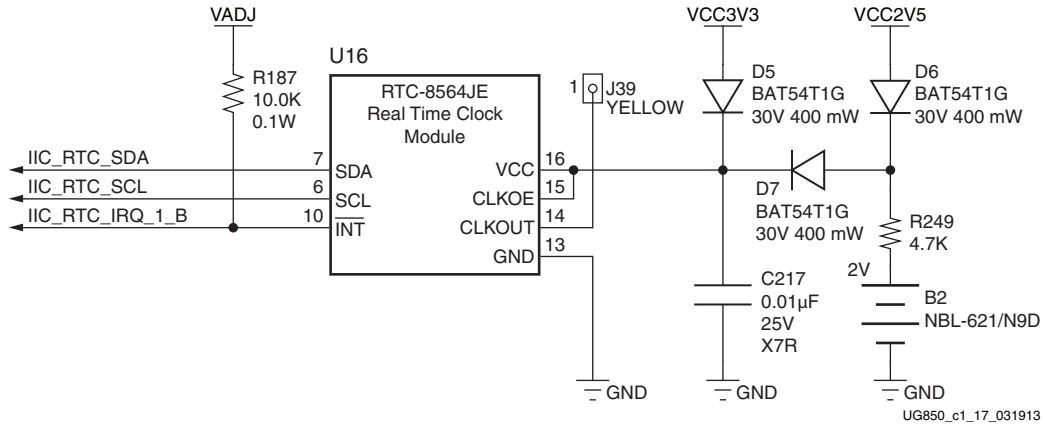 VADJ
VCC3V3
VCC2V5
U16
R187
10.0K
0.1W
RTC-8564JE
Real Time Clock
Module
1
J39
YELLOW
D5
BAT54T1G
30V 400 mW
D6
BAT54T1G
30V 400 mW
IIC_RTC_SDA
7
SDA
IIC_RTC_SCL
6
SCL
IIC_RTC_IRQ_1_B
10
INT
VCC
16
CLKOE
15
CLKOUT
14
GND
13
D7
BAT54T1G
30V 400 mW
R249
4.7K
2V
B2
NBL-621/N9D
C217
0.01µF
25V
X7R
GND
GND
GND
UG850_c1_17_031913